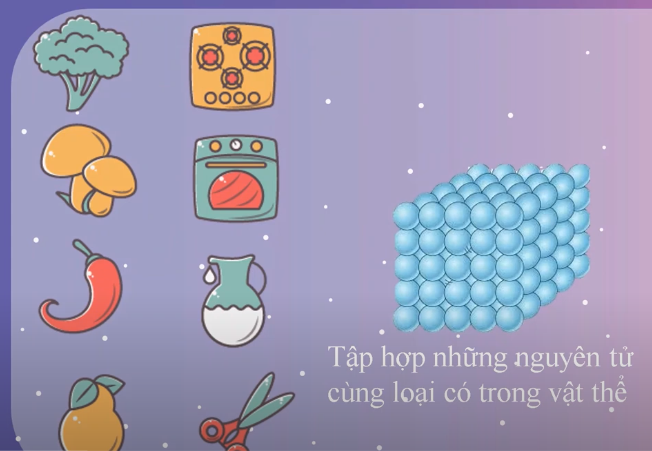 Tập hợp những nguyên tử
cùng loại có trong vật thể